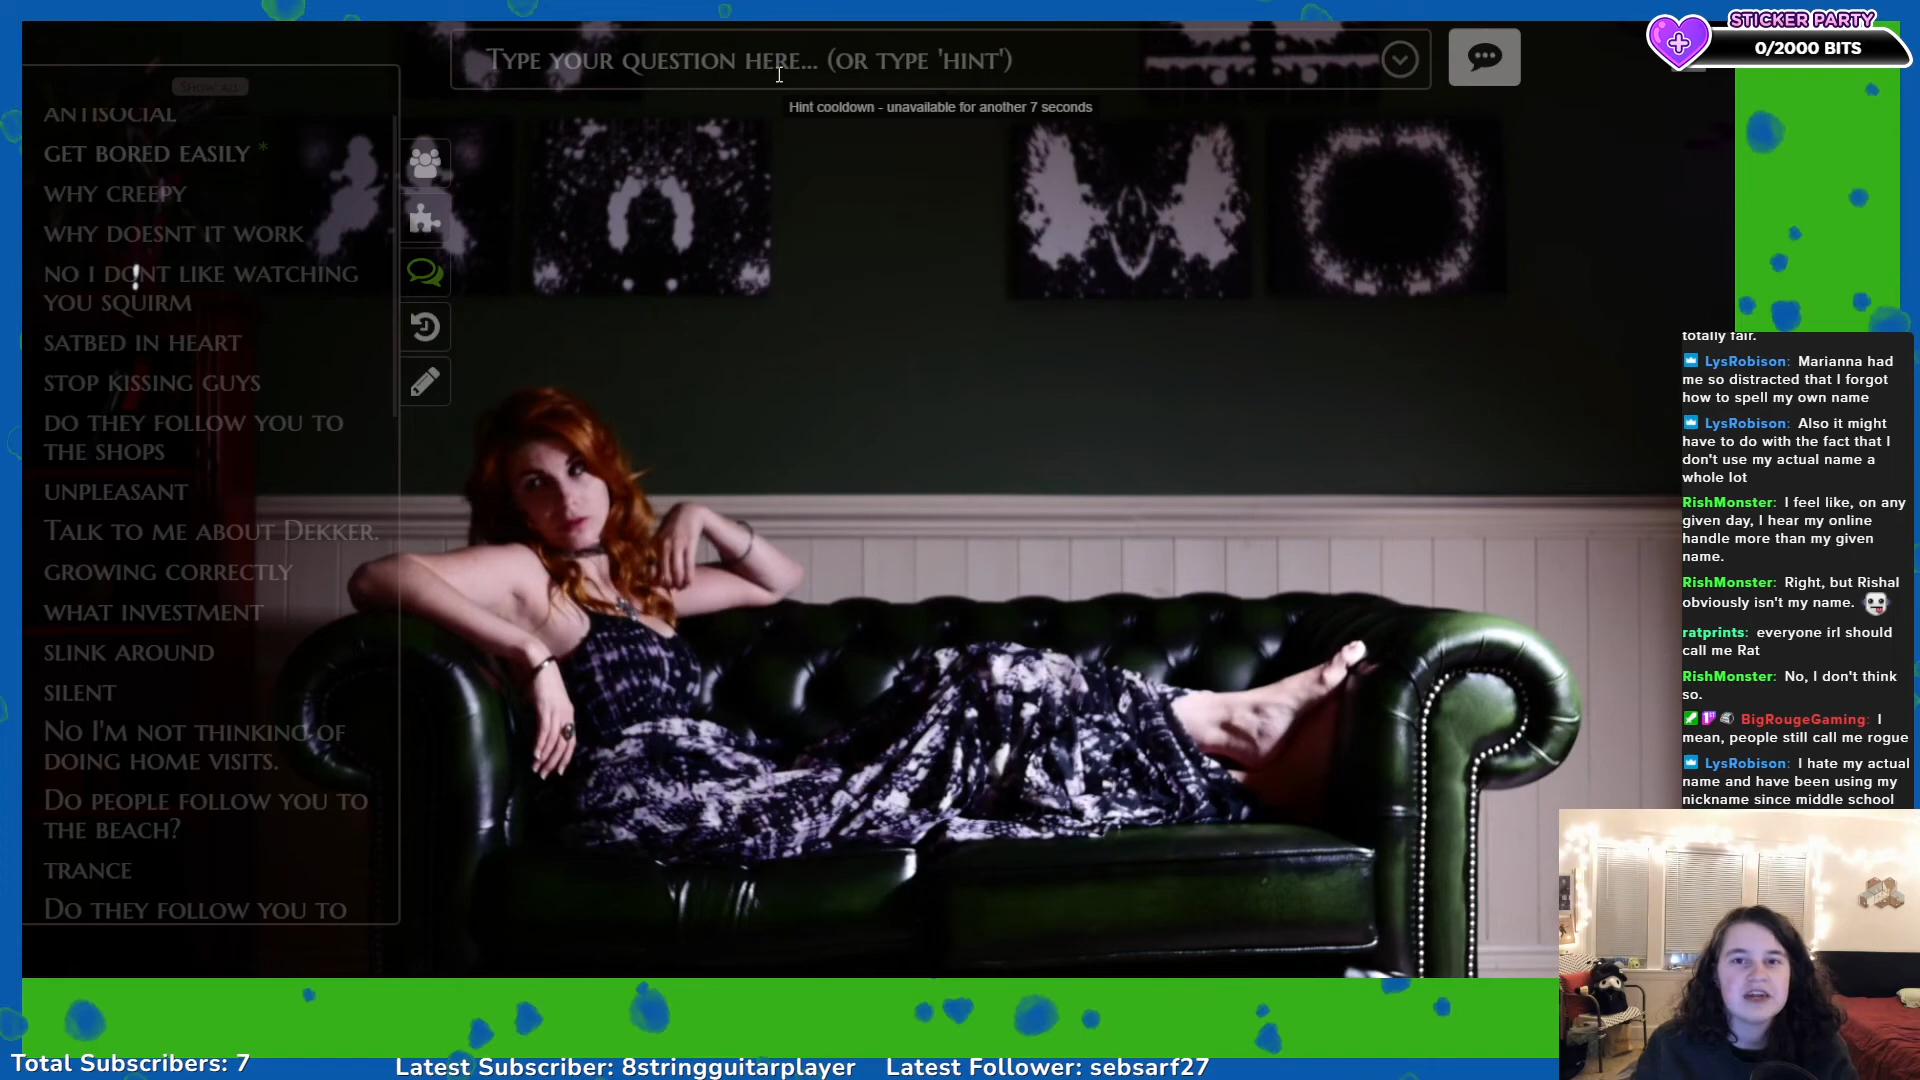 STICKER PARTY
0/2000 BITS
TYPE YOUR QUESTION HERE... (OR TYPE 'HINT')
Hint cooldown - unavailable for another 7 seconds
SHOW ALL
ANTISOCIAL
GET BORED EASILY *
WHY CREEPY
WHY DOESNT IT WORK
NO I DONT LIKE WATCHING
YOU SQUIRM
SATBED IN HEART
STOP KISSING GUYS
DO THEY FOLLOW YOU TO
THE SHOPS
UNPLEASANT
TALK TO ME ABOUT DEKKER.
GROWING CORRECTLY
WHAT INVESTMENT
SLINK AROUND
SILENT
NO I'M NOT THINKING OF
DOING HOME VISITS.
DO PEOPLE FOLLOW YOU TO
THE BEACH?
TRANCE
DO THEY FOLLOW YOU TO
totally fair.
LysRobison: Marianna had
me so distracted that I forgot
how to spell my own name
LysRobison: Also it might
have to do with the fact that I
don't use my actual name a
whole lot
RishMonster: I feel like, on any
given day, I hear my online
handle more than my given
name.
RishMonster: Right, but Rishal
obviously isn't my name.
ratprints: everyone irl should
call me Rat
RishMonster: No, I don't think
so.
BigRougeGaming: I
mean, people still call me rogue
LysRobison: I hate my actual
name and have been using my
nickname since middle school
Total Subscribers: 7
Latest Subscriber: 8stringguitarplayer
Latest Follower: sebsarf27